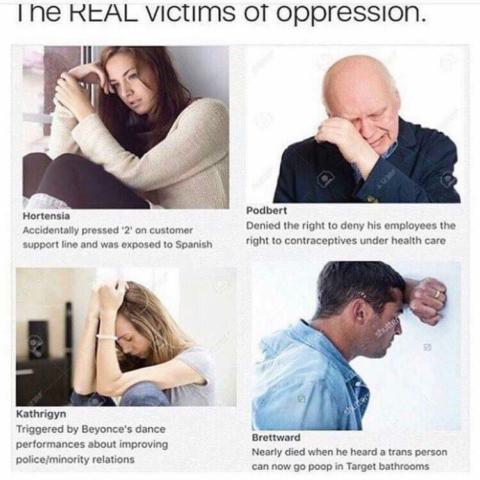 The REAL victims of oppression.
Hortensia
Accidentally pressed '2' on customer
support line and was exposed to Spanish
Podbert
Denied the right to deny his employees the
right to contraceptives under health care
Kathrigyn
Triggered by Beyonce's dance
performances about improving
police/minority relations
Brettward
Nearly died when he heard a trans person
can now go poop in Target bathrooms